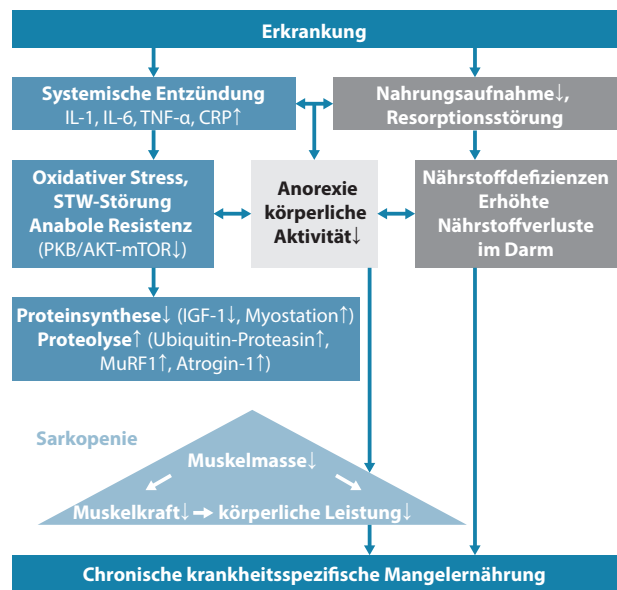 Erkrankung
Systemische Entzündung
IL-1, IL-6, TNF-α, CRP↑
Nahrungsaufnahme↓,
Resorptionsstörung
Oxidativer Stress,
STW-Störung
Anabole Resistenz
(PKB/AKT-mTOR↓)
Anorexie
körperliche
Aktivität↓
Nährstoffdefizienzen
Erhöhte
Nährstoffverluste
im Darm
Proteinsynthese↓ (IGF-1↓, Myostation↑)
Proteolyse↑ (Ubiquitin-Proteasin↑,
MuRF1↑, Atrogin-1↑)
Sarkopenie
Muskelmasse↓
Muskelkraft↓ → körperliche Leistung↓
Chronische krankheitsspezifische Mangelernährung